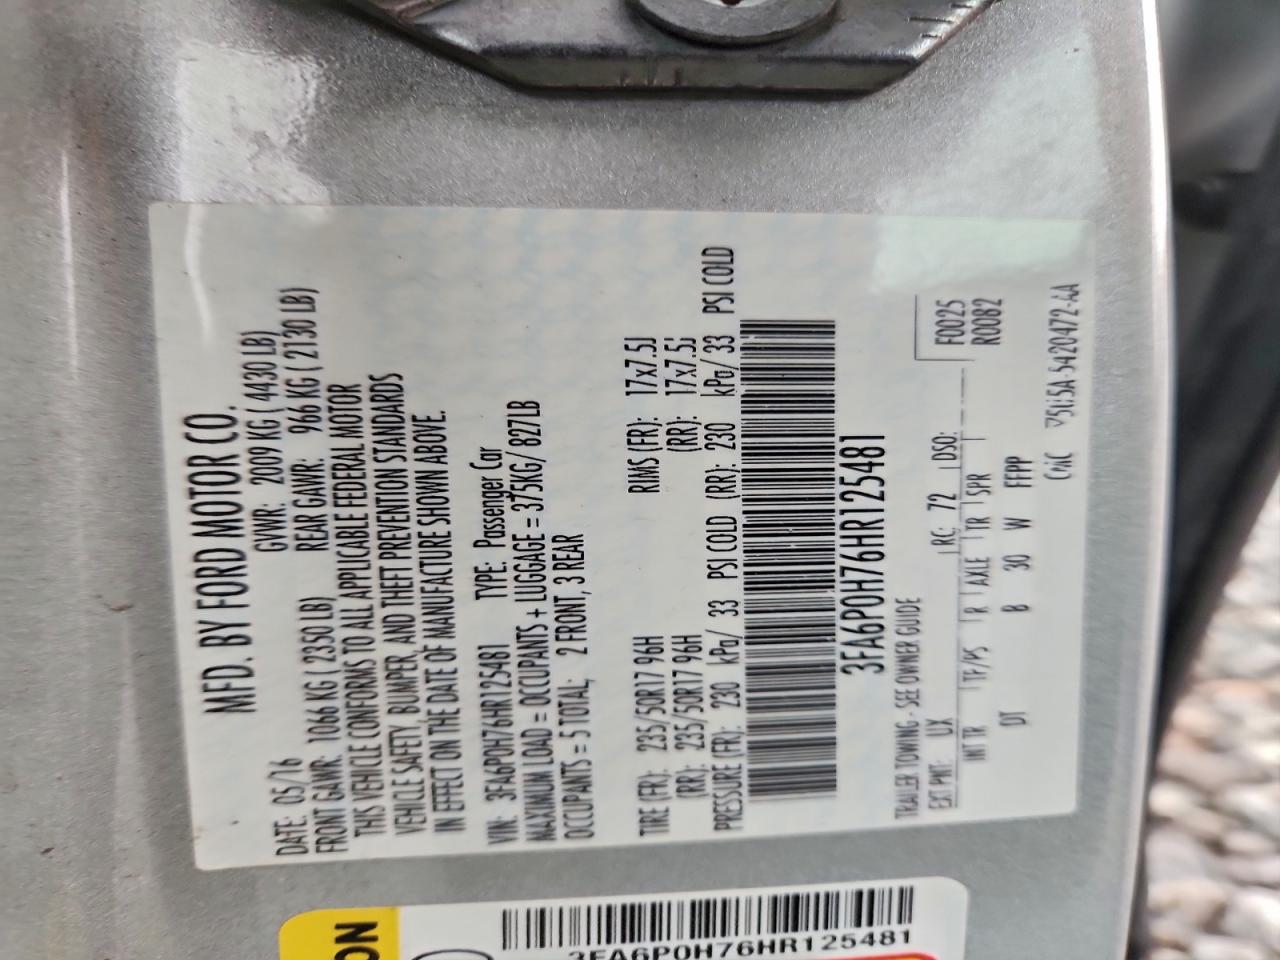 MFD. BY FORD MOTOR CO.
DATE: 05/16 GVWR: 2009 KG ( 4430 LB)
FRONT GAWR: 1066 KG ( 2350 LB) REAR GAWR: 966 KG ( 2130 LB)
THIS VEHICLE CONFORMS TO ALL APPLICABLE FEDERAL MOTOR
VEHICLE SAFETY, BUMPER, AND THEFT PREVENTION STANDARDS
IN EFFECT ON THE DATE OF MANUFACTURE SHOWN ABOVE.
VIN: 3FA6P0H76HR125481 TYPE: Passenger Car
MAXIMUM LOAD = OCCUPANTS + LUGGAGE = 375KG/ 827LB
OCCUPANTS = 5 TOTAL; 2 FRONT, 3 REAR
TIRE (FR): 235/50R17 96H RIMS (FR): 17x7.5J
(RR): 235/50R17 96H (RR): 17x7.5J
PRESSURE (FR): 230 kPa/ 33 PSI COLD (RR): 230 kPa/ 33 PSI COLD
3FA6P0H76HR125481
F0025
R0082
TRAILER TOWING - SEE OWNER GUIDE
EXT PNT: UX RC: 72 DSO:
INT TR TP/PS R AXLE TR SPR
DT B 30 W FFPP
ON
3FA6P0H76HR125481